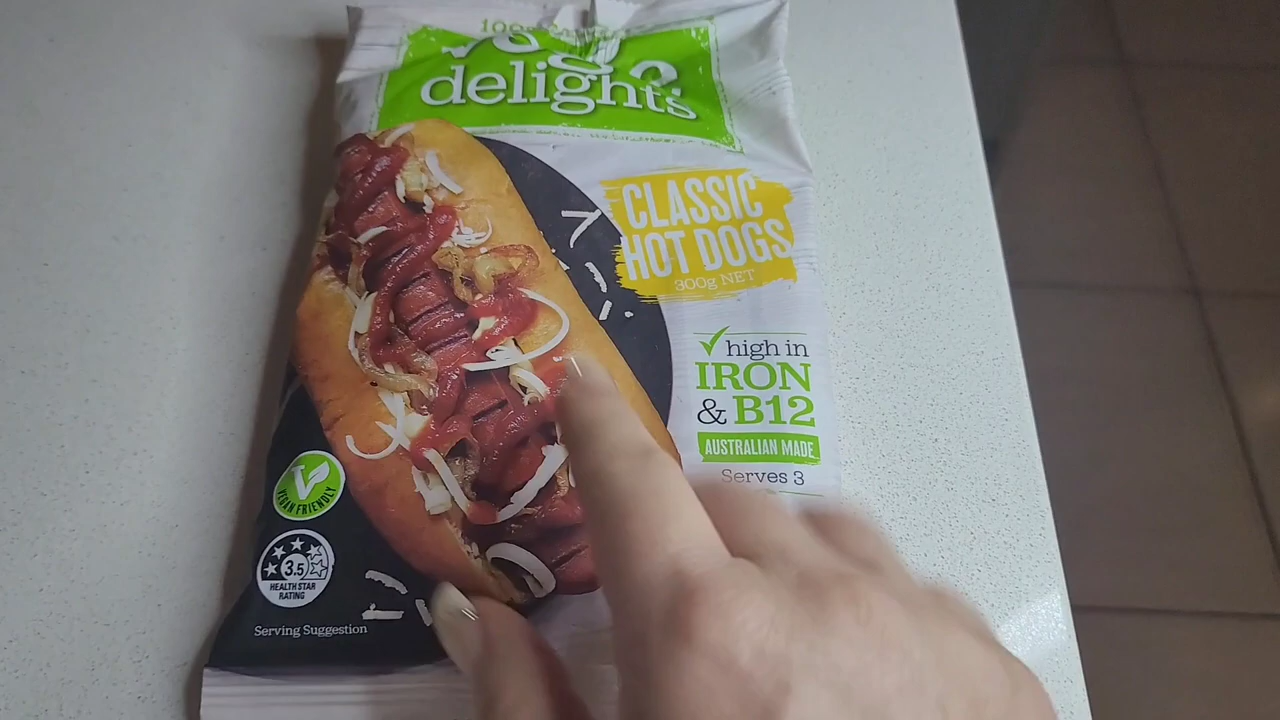 delights
CLASSIC
HOT DOGS
300g NET
high in
IRON
& B12
AUSTRALIAN MADE
Serves 3
VEGAN FRIENDLY
3.5
HEALTH STAR
RATING
Serving Suggestion